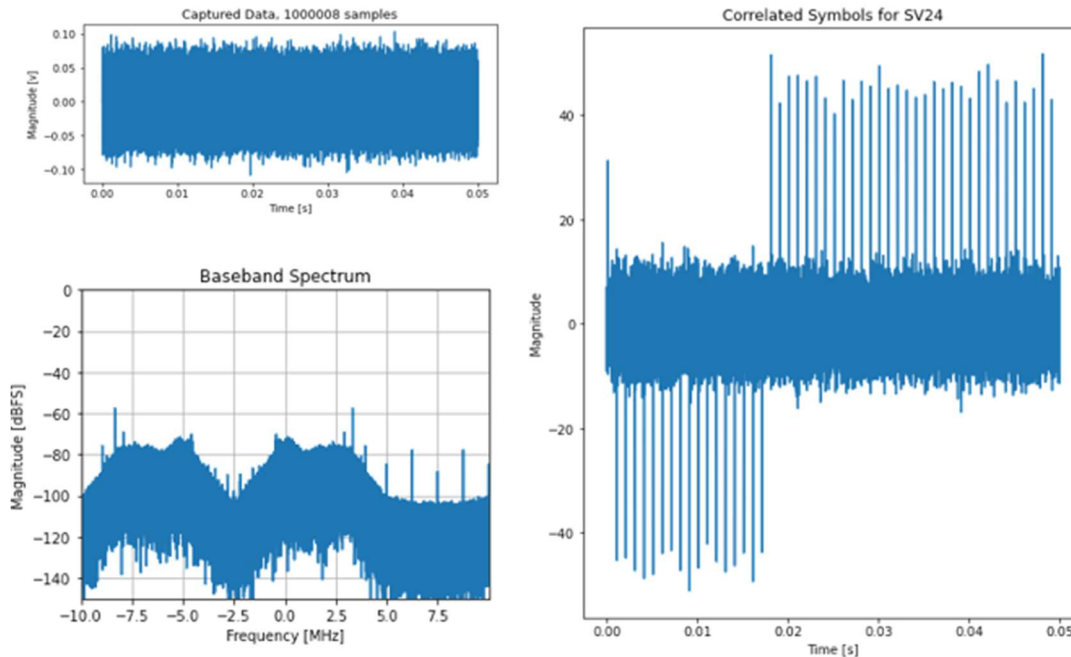 Captured Data, 1000008 samples
Magnitude [v]
0.10
0.05
0.00
−0.05
−0.10
0.00 0.01 0.02 0.03 0.04 0.05
Time [s]
Baseband Spectrum
Magnitude [dBFS]
0
−20
−40
−60
−80
−100
−120
−140
−10.0 −7.5 −5.0 −2.5 0.0 2.5 5.0 7.5
Frequency [MHz]
Correlated Symbols for SV24
Magnitude
40
20
0
−20
−40
0.00 0.01 0.02 0.03 0.04 0.05
Time [s]